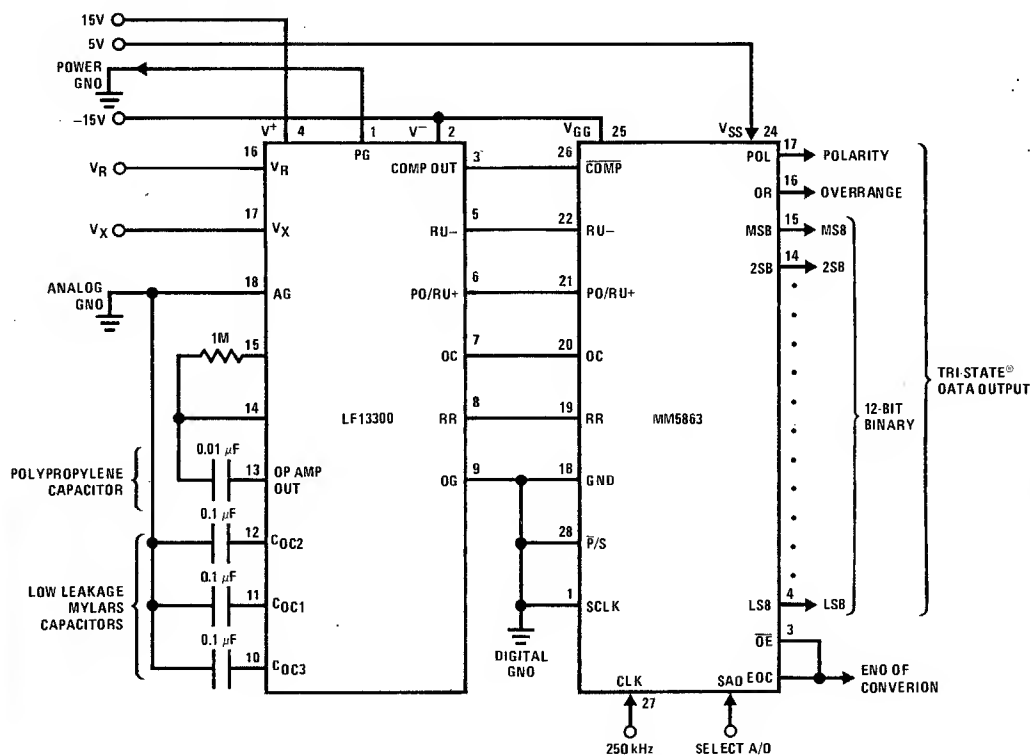 15V
5V
POWER
GNO
–15V
V+ 4
1
PG
V– 2
VGG 25
VSS 24
16
VR VR
17
VX VX
ANALOG
GNO
18
AG
1M
15
14
0.01 µF
13
OP AMP
OUT
POLYPROPYLENE
CAPACITOR
0.1 µF
12
COC2
LOW LEAKAGE
MYLARS
CAPACITORS
0.1 µF
11
COC1
0.1 µF
10
COC3
LF13300
COMP OUT 3
RU– 5
PO/RU+ 6
OC 7
RR 8
OG 9
DIGITAL
GNO
26 COMP
22 RU–
21 PO/RU+
20 OC
19 RR
18 GND
28 P/S
1 SCLK
MM5863
POL 17 POLARITY
OR 16 OVERRANGE
MSB 15 MS8
2SB 14 2SB
LS8 4 LSB
OE 3
EOC
ENO OF
CONVERION
12-BIT
BINARY
TRI-STATE®
DATA OUTPUT
CLK
27
250 kHz
SAO
SELECT A/O